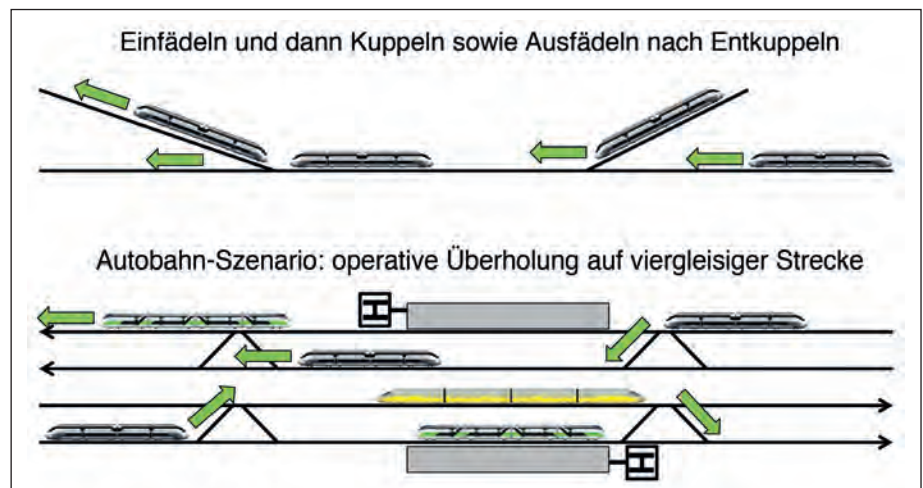 Einfädeln und dann Kuppeln sowie Ausfädeln nach Entkuppeln
Autobahn-Szenario: operative Überholung auf viergleisiger Strecke
H
H